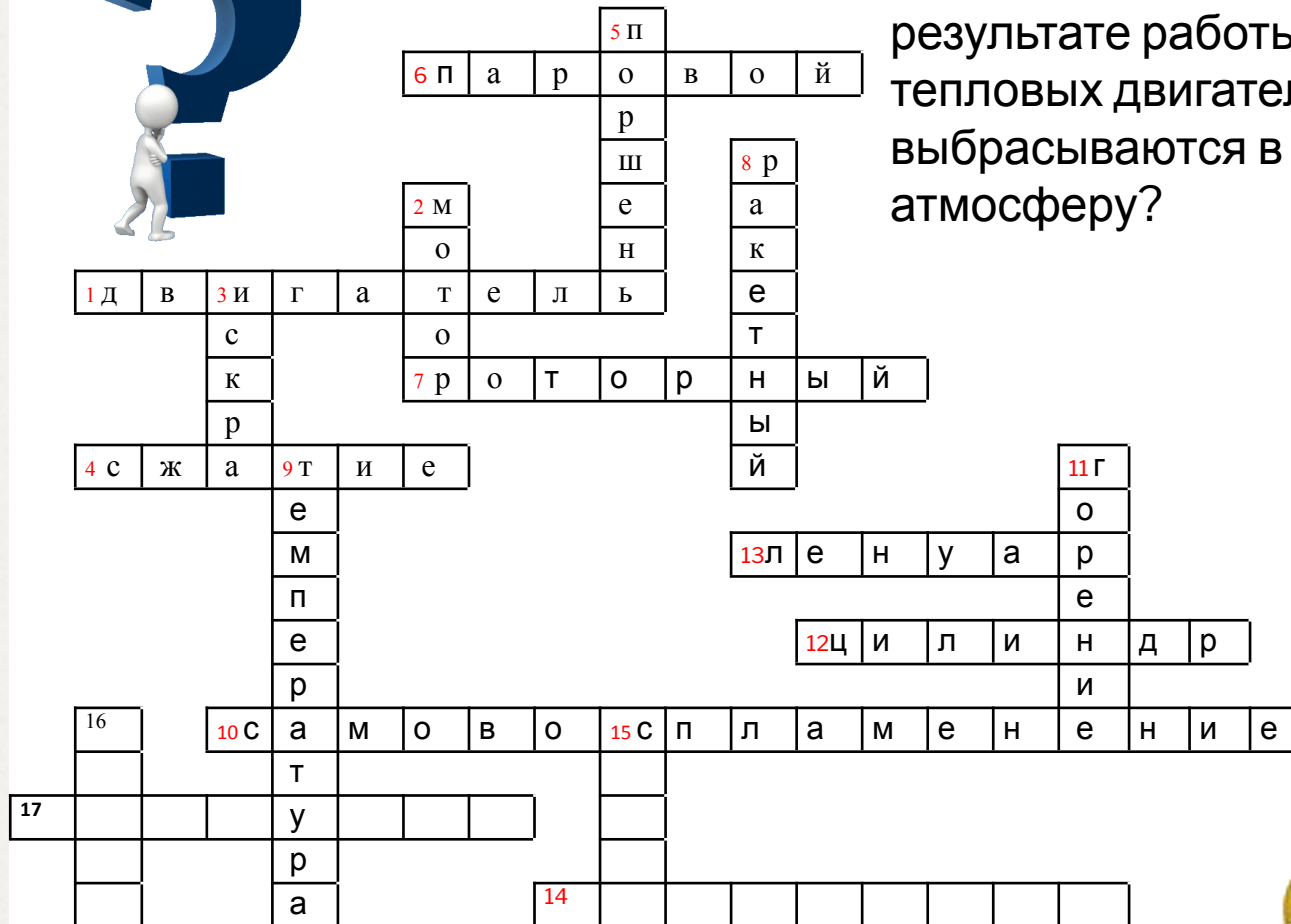 результате работы
тепловых двигател
выбрасываются в
атмосферу?
5 п
6 п а р о в о й
р
ш 8 р
2 м е а
о н к
1 д в 3 и г а т е л ь е
с о т
к 7 р о т о р н ы й
р ы
4 с ж а 9 т и е й 11 г
е о
м 13 л е н у а р
п е
е 12 ц и л и н д р
р и
16 10 с а м о в о 15 с п л а м е н е н и е
т
17 у
р
а 14